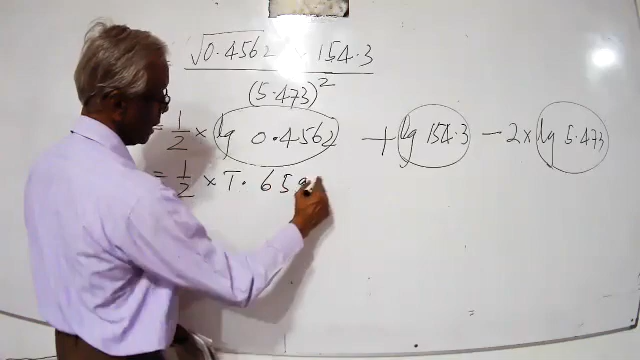 √0.4562 × 154.3
(5.473)²
= 1/2 × lg 0.4562 + lg 154.3 - 2 × lg 5.473
= 1/2 × 1̄. 65